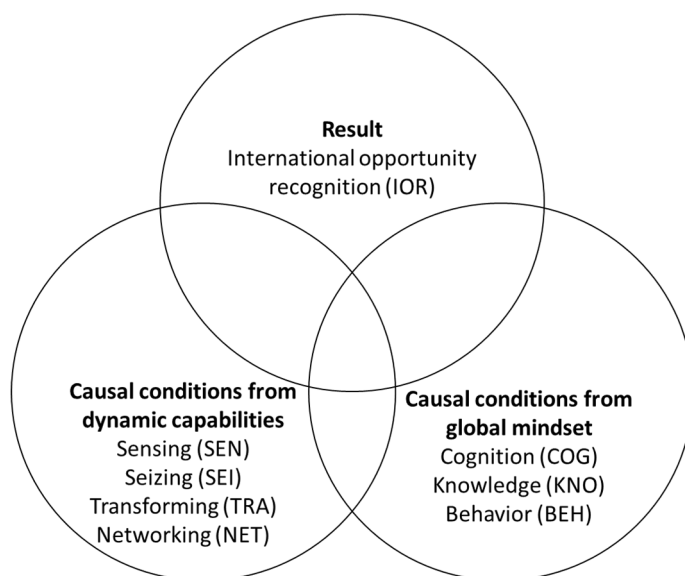 Result
International opportunity
recognition (IOR)
Causal conditions from
dynamic capabilities
Sensing (SEN)
Seizing (SEI)
Transforming (TRA)
Networking (NET)
Causal conditions from
global mindset
Cognition (COG)
Knowledge (KNO)
Behavior (BEH)